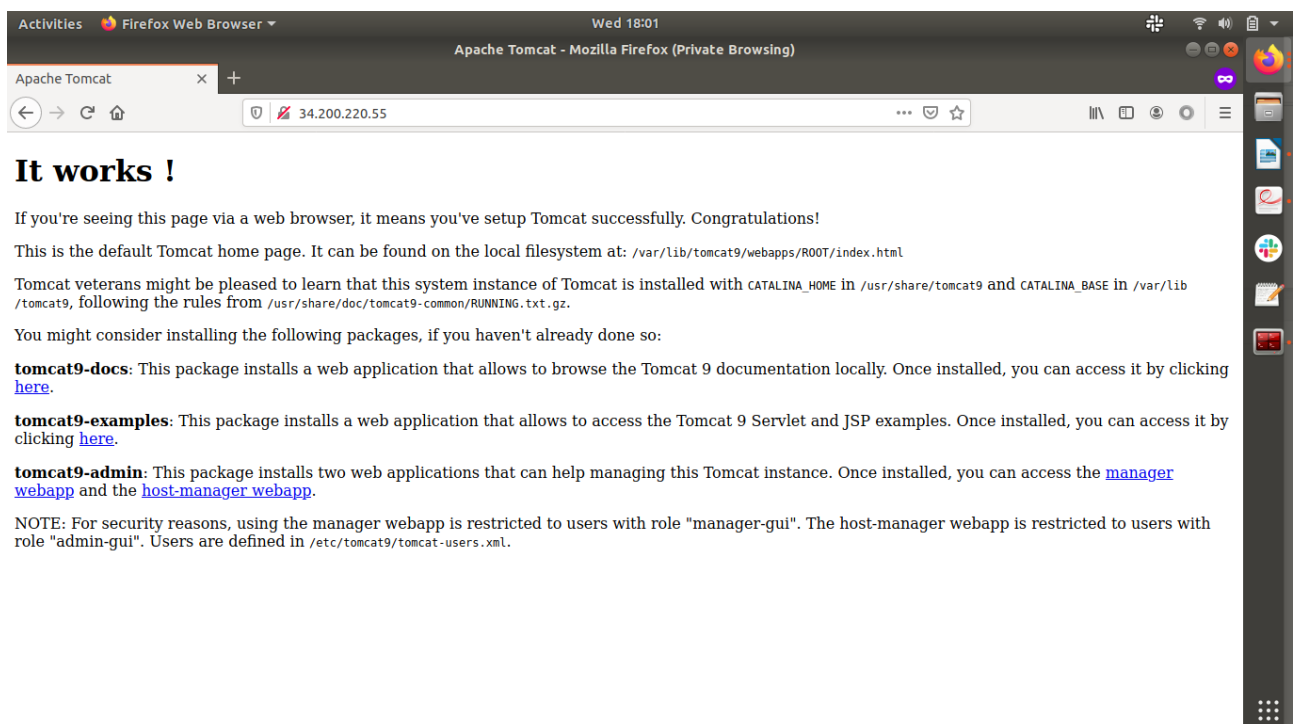 Activities Firefox Web Browser Wed 18:01
Apache Tomcat - Mozilla Firefox (Private Browsing)
Apache Tomcat
34.200.220.55
It works !
If you're seeing this page via a web browser, it means you've setup Tomcat successfully. Congratulations!
This is the default Tomcat home page. It can be found on the local filesystem at: /var/lib/tomcat9/webapps/ROOT/index.html
Tomcat veterans might be pleased to learn that this system instance of Tomcat is installed with CATALINA_HOME in /usr/share/tomcat9 and CATALINA_BASE in /var/lib
/tomcat9, following the rules from /usr/share/doc/tomcat9-common/RUNNING.txt.gz.
You might consider installing the following packages, if you haven't already done so:
tomcat9-docs: This package installs a web application that allows to browse the Tomcat 9 documentation locally. Once installed, you can access it by clicking
here.
tomcat9-examples: This package installs a web application that allows to access the Tomcat 9 Servlet and JSP examples. Once installed, you can access it by
clicking here.
tomcat9-admin: This package installs two web applications that can help managing this Tomcat instance. Once installed, you can access the manager
webapp and the host-manager webapp.
NOTE: For security reasons, using the manager webapp is restricted to users with role "manager-gui". The host-manager webapp is restricted to users with
role "admin-gui". Users are defined in /etc/tomcat9/tomcat-users.xml.